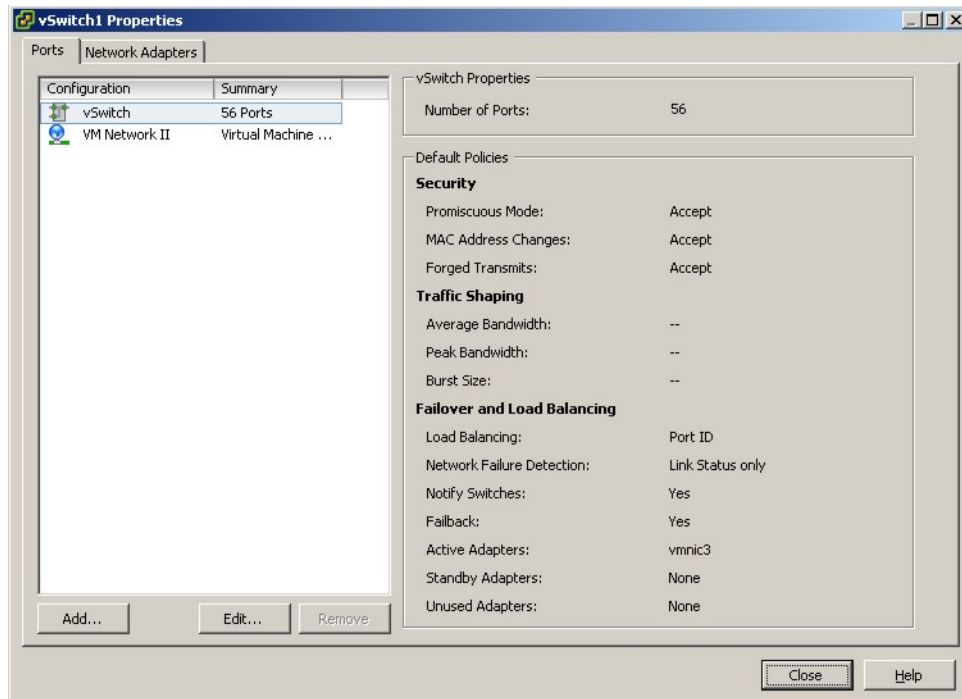 vSwitch1 Properties
Ports Network Adapters
Configuration Summary
vSwitch 56 Ports
VM Network II Virtual Machine ...
vSwitch Properties
Number of Ports: 56
Default Policies
Security
Promiscuous Mode: Accept
MAC Address Changes: Accept
Forged Transmits: Accept
Traffic Shaping
Average Bandwidth: --
Peak Bandwidth: --
Burst Size: --
Failover and Load Balancing
Load Balancing: Port ID
Network Failure Detection: Link Status only
Notify Switches: Yes
Failback: Yes
Active Adapters: vmnic3
Standby Adapters: None
Unused Adapters: None
Add... Edit... Remove
Close Help